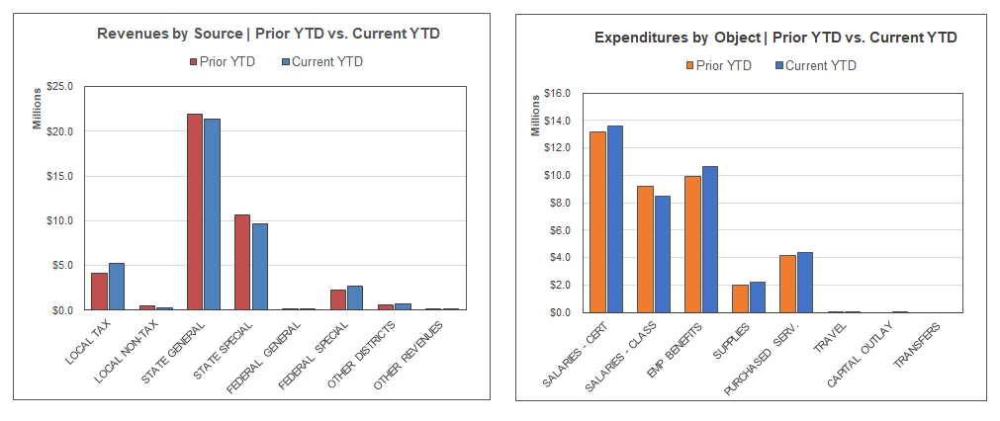 Revenues by Source | Prior YTD vs. Current YTD
Prior YTD Current YTD
Millions
$25.0
$20.0
$15.0
$10.0
$5.0
$0.0
LOCAL TAX
LOCAL NON-TAX
STATE GENERAL
STATE SPECIAL
FEDERAL GENERAL
FEDERAL SPECIAL
OTHER DISTRICTS
OTHER REVENUES
Expenditures by Object | Prior YTD vs. Current YTD
Prior YTD Current YTD
Millions
$16.0
$14.0
$12.0
$10.0
$8.0
$6.0
$4.0
$2.0
$0.0
SALARIES - CERT
SALARIES - CLASS
EMP BENEFITS
SUPPLIES
PURCHASED SERV.
TRAVEL
CAPITAL OUTLAY
TRANSFERS